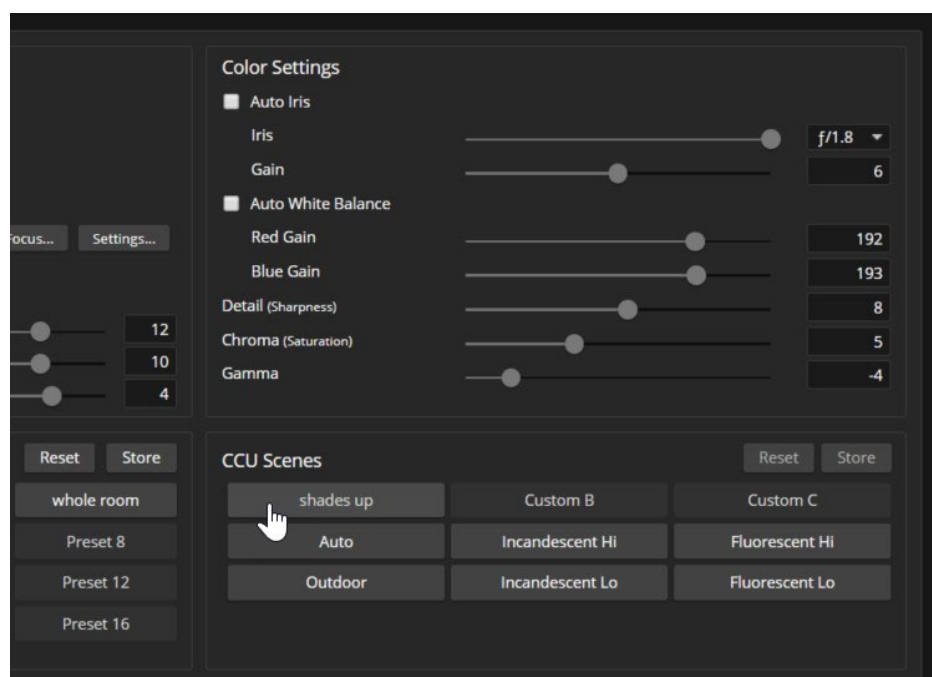 Color Settings
Auto Iris
Iris ƒ/1.8
Gain 6
Auto White Balance
ocus... Settings...
Red Gain 192
Blue Gain 193
Detail (Sharpness) 8
12
Chroma (Saturation) 5
10
Gamma -4
4
Reset Store
CCU Scenes Reset Store
whole room
shades up Custom B Custom C
Preset 8
Auto Incandescent Hi Fluorescent Hi
Preset 12
Outdoor Incandescent Lo Fluorescent Lo
Preset 16